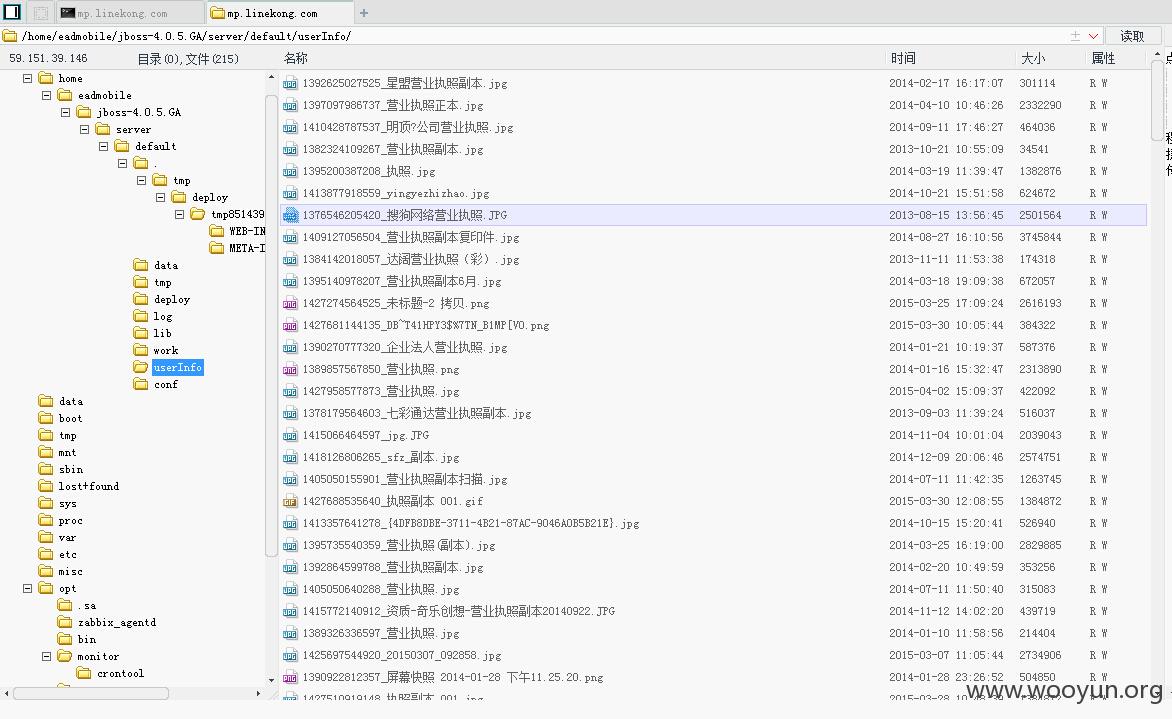 mp.linekong.com
mp.linekong.com
/home/eadmobile/jboss-4.0.5.GA/server/default/userInfo/
读取
59.151.39.146
目录(0),文件(215)
名称 时间 大小 属性
home
eadmobile
jboss-4.0.5.GA
server
default
.
tmp
deploy
tmp851439
WEB-IN
META-I
data
tmp
deploy
log
lib
work
userInfo
conf
data
boot
tmp
mnt
sbin
lost+found
sys
proc
var
etc
misc
opt
.sa
zabbix_agentd
bin
monitor
crontool
1392625027525_星盟营业执照副本.jpg 2014-02-17 16:17:07 301114 R W
1397097986737_营业执照正本.jpg 2014-04-10 10:46:26 2332290 R W
1410428787537_明顶?公司营业执照.jpg 2014-09-11 17:46:27 464036 R W
1382324109267_营业执照副本.jpg 2013-10-21 10:55:09 34541 R W
1395200387208_执照.jpg 2014-03-19 11:39:47 1382876 R W
1413877918559_yingyezhizhao.jpg 2014-10-21 15:51:58 624672 R W
1376546205420_搜狗网络营业执照.JPG 2013-08-15 13:56:45 2501564 R W
1409127056504_营业执照副本复印件.jpg 2014-08-27 16:10:56 3745844 R W
1384142018057_达阔营业执照（彩）.jpg 2013-11-11 11:53:38 174318 R W
1395140978207_营业执照副本6月.jpg 2014-03-18 19:09:38 672057 R W
1427274564525_未标题-2 拷贝.png 2015-03-25 17:09:24 2616193 R W
1427681144135_DB~T41HPY3$%7TN_B1MP[VO.png 2015-03-30 10:05:44 384322 R W
1390270777320_企业法人营业执照.jpg 2014-01-21 10:19:37 587376 R W
1389857567850_营业执照.png 2014-01-16 15:32:47 2313890 R W
1427958577873_营业执照.jpg 2015-04-02 15:09:37 422092 R W
1378179564603_七彩通达营业执照副本.jpg 2013-09-03 11:39:24 516037 R W
1415066464597_jpg.JPG 2014-11-04 10:01:04 2039043 R W
1418126806265_sfz_副本.jpg 2014-12-09 20:06:46 2574751 R W
1405050155901_营业执照副本扫描.jpg 2014-07-11 11:42:35 1263745 R W
1427688535640_执照副本 001.gif 2015-03-30 12:08:55 1384872 R W
1413357641278_{4DFB8DBE-3711-4B21-87AC-9046A0B5B21E}.jpg 2014-10-15 15:20:41 526940 R W
1395735540359_营业执照(副本).jpg 2014-03-25 16:19:00 2829885 R W
1392864599788_营业执照副本.jpg 2014-02-20 10:49:59 353256 R W
1405050640288_营业执照.jpg 2014-07-11 11:50:40 315083 R W
1415772140912_资质-奇乐创想-营业执照副本20140922.JPG 2014-11-12 14:02:20 439719 R W
1389326336597_营业执照.jpg 2014-01-10 11:58:56 214404 R W
1425697544920_20150307_092858.jpg 2015-03-07 11:05:44 2734906 R W
1390922812357_屏幕快照 2014-01-28 下午11.25.20.png 2014-01-28 23:26:52 504850 R W
1427510919148_执照副本 001.jpg
www.wooyun.org